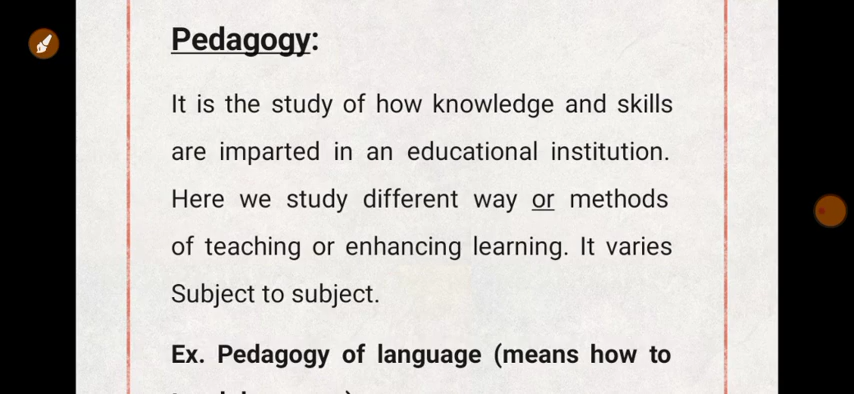 Pedagogy:
It is the study of how knowledge and skills
are imparted in an educational institution.
Here we study different way or methods
of teaching or enhancing learning. It varies
Subject to subject.
Ex. Pedagogy of language (means how to